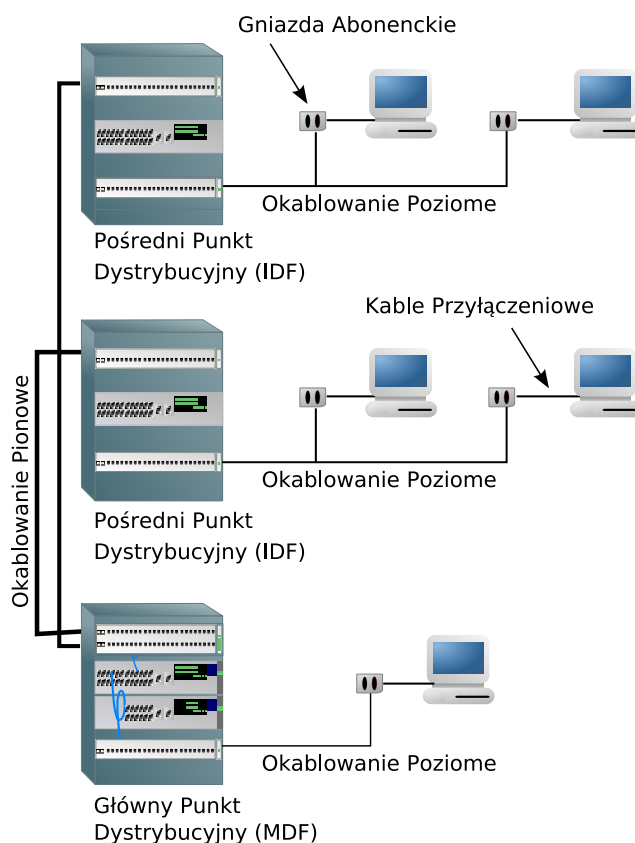 Gniazda Abonenckie
Okablowanie Poziome
Pośredni Punkt
Dystrybucyjny (IDF)
Kable Przyłączeniowe
Okablowanie Pionowe
Okablowanie Poziome
Pośredni Punkt
Dystrybucyjny (IDF)
Okablowanie Poziome
Główny Punkt
Dystrybucyjny (MDF)